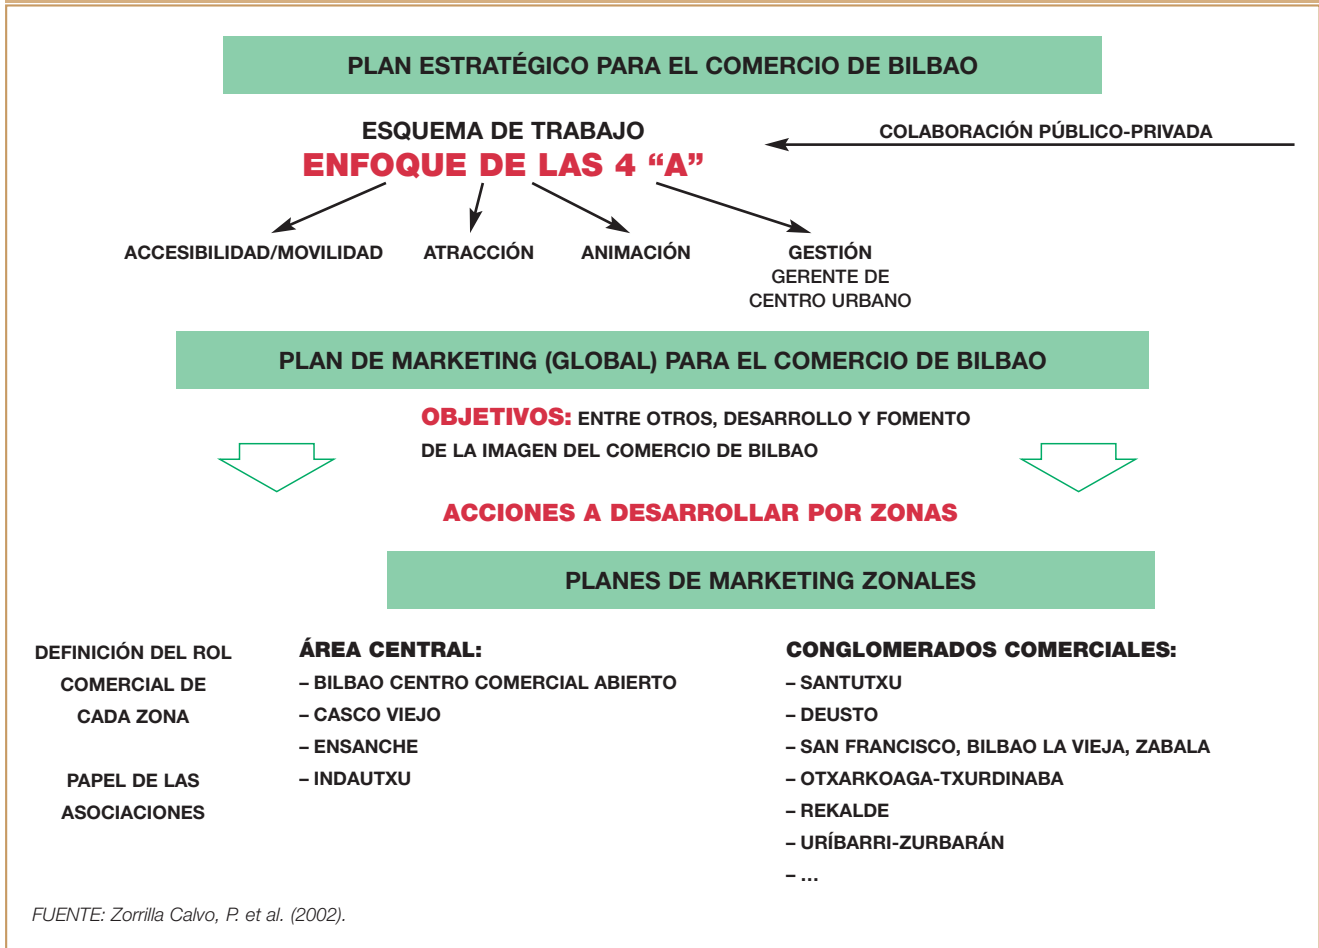 PLAN ESTRATÉGICO PARA EL COMERCIO DE BILBAO
ESQUEMA DE TRABAJO
ENFOQUE DE LAS 4 “A”
COLABORACIÓN PÚBLICO-PRIVADA
ACCESIBILIDAD/MOVILIDAD
ATRACCIÓN
ANIMACIÓN
GESTIÓN
GERENTE DE
CENTRO URBANO
PLAN DE MARKETING (GLOBAL) PARA EL COMERCIO DE BILBAO
OBJETIVOS: ENTRE OTROS, DESARROLLO Y FOMENTO
DE LA IMAGEN DEL COMERCIO DE BILBAO
ACCIONES A DESARROLLAR POR ZONAS
PLANES DE MARKETING ZONALES
DEFINICIÓN DEL ROL
COMERCIAL DE
CADA ZONA
PAPEL DE LAS
ASOCIACIONES
ÁREA CENTRAL:
– BILBAO CENTRO COMERCIAL ABIERTO
– CASCO VIEJO
– ENSANCHE
– INDAUTXU
CONGLOMERADOS COMERCIALES:
– SANTUTXU
– DEUSTO
– SAN FRANCISCO, BILBAO LA VIEJA, ZABALA
– OTXARKOAGA-TXURDINABA
– REKALDE
– URÍBARRI-ZURBARÁN
– ...
FUENTE: Zorrilla Calvo, P. et al. (2002).